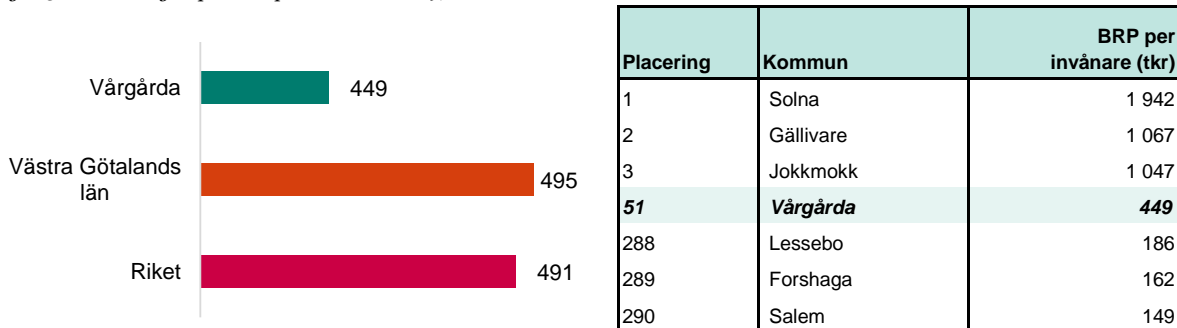 Vårgårda 449
Västra Götalands
län
495
Riket 491
Placering Kommun BRP per
invånare (tkr)
1 Solna 1 942
2 Gällivare 1 067
3 Jokkmokk 1 047
51 Vårgårda 449
288 Lessebo 186
289 Forshaga 162
290 Salem 149